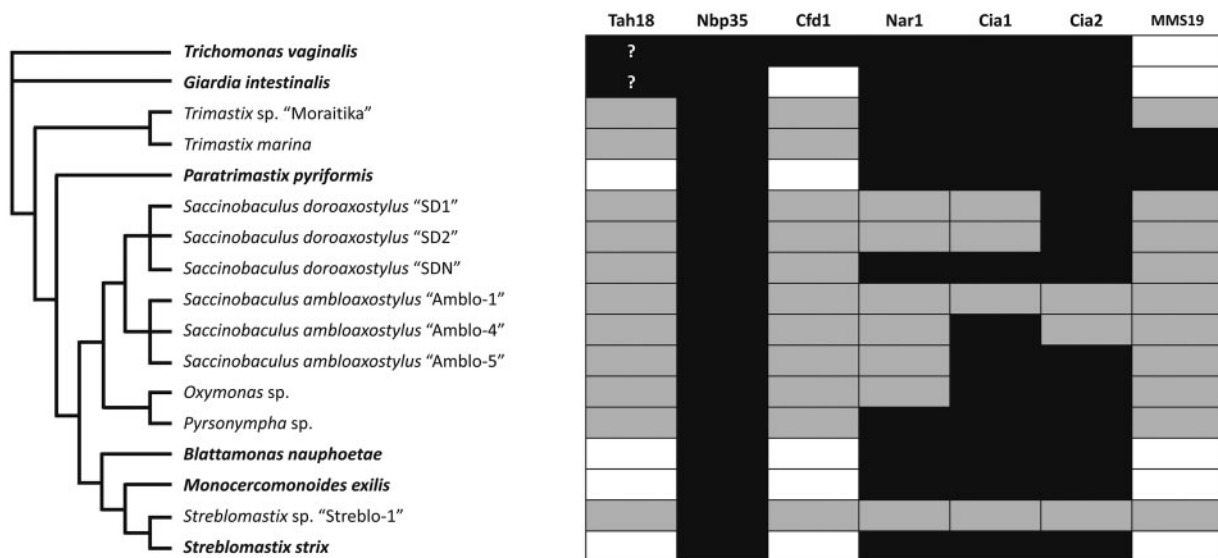 Tah18 Nbp35 Cfd1 Nar1 Cia1 Cia2 MMS19
Trichomonas vaginalis ?
Giardia intestinalis ?
Trimastix sp. “Moraitika”
Trimastix marina
Paratrimastix pyriformis
Saccinobaculus doroaxostylus “SD1”
Saccinobaculus doroaxostylus “SD2”
Saccinobaculus doroaxostylus “SDN”
Saccinobaculus ambloaxostylus “Amblo-1”
Saccinobaculus ambloaxostylus “Amblo-4”
Saccinobaculus ambloaxostylus “Amblo-5”
Oxymonas sp.
Pyrsonympha sp.
Blattamonas nauphoetae
Monocercomonoides exilis
Streblomastix sp. “Streblo-1”
Streblomastix strix